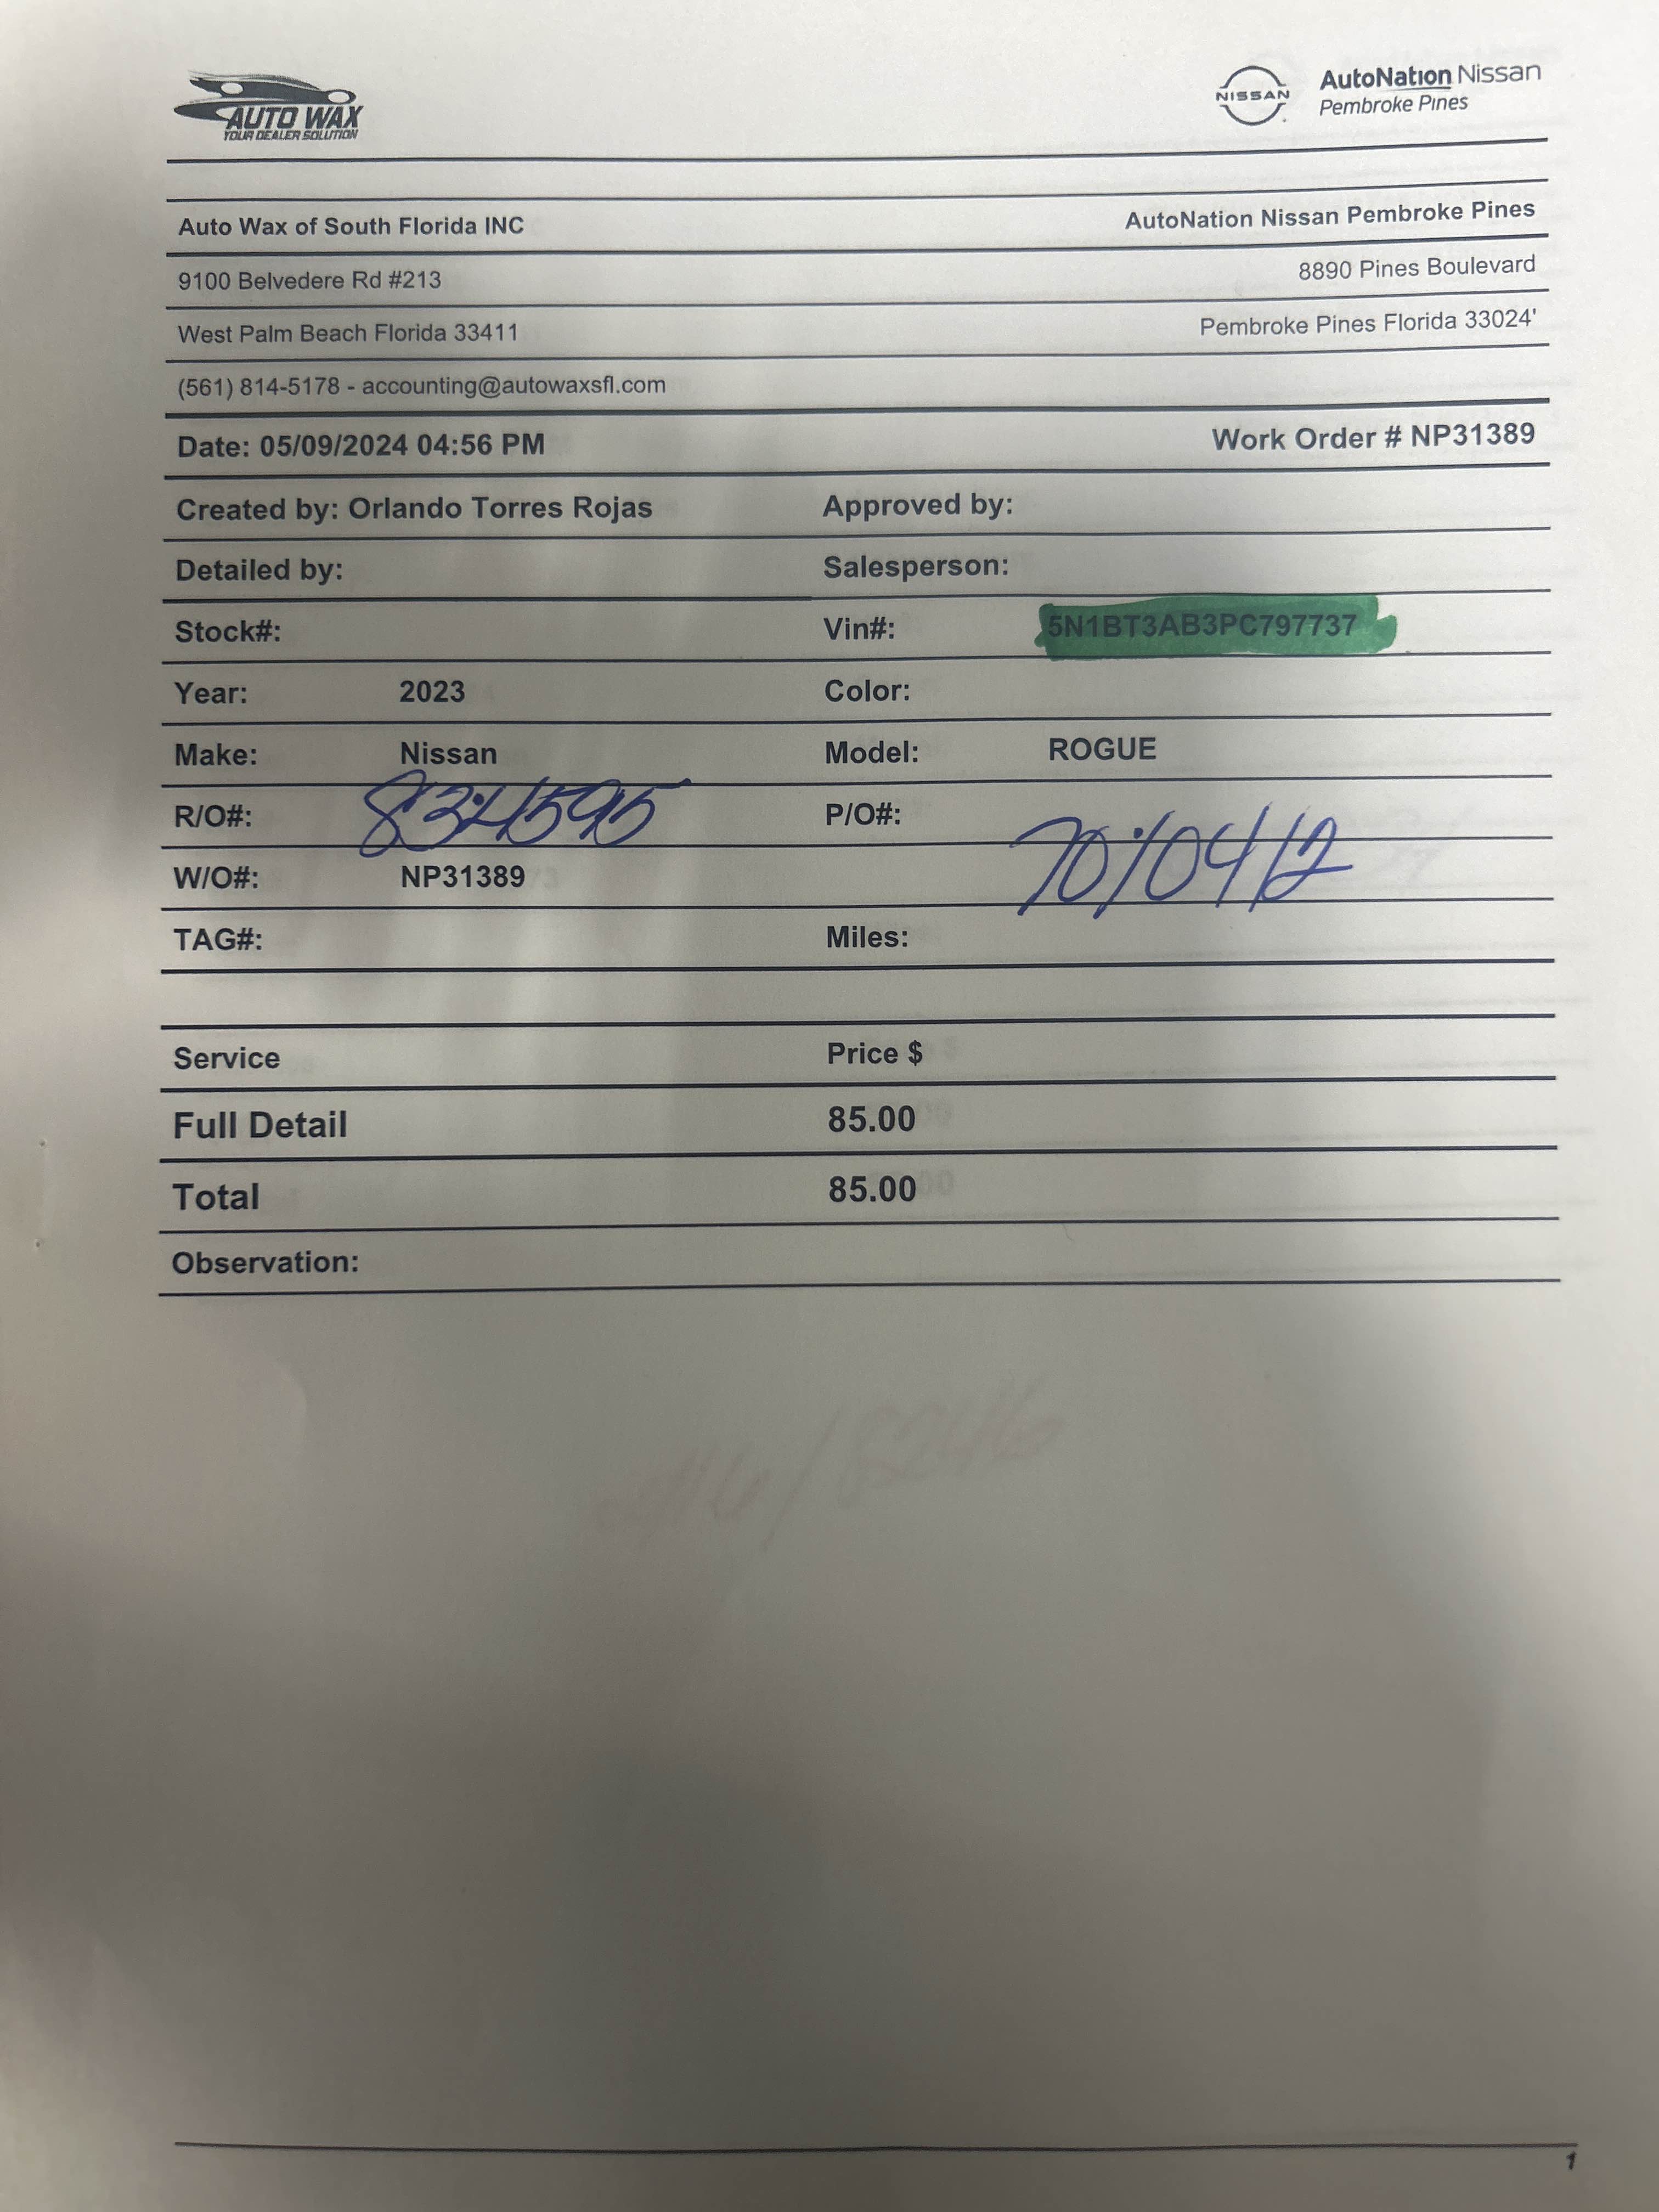 AUTO WAX
YOUR DEALER SOLUTION
NISSAN
AutoNation Nissan
Pembroke Pines
Auto Wax of South Florida INC AutoNation Nissan Pembroke Pines
9100 Belvedere Rd #213 8890 Pines Boulevard
West Palm Beach Florida 33411 Pembroke Pines Florida 33024'
(561) 814-5178 - accounting@autowaxsfl.com
Date: 05/09/2024 04:56 PM Work Order # NP31389
Created by: Orlando Torres Rojas Approved by:
Detailed by: Salesperson:
Stock#: Vin#: 5N1BT3AB3PC797737
Year: 2023 Color:
Make: Nissan Model: ROGUE
R/O#: 834595 P/O#: 7010412
W/O#: NP31389
TAG#: Miles:
Service Price $
Full Detail 85.00
Total 85.00
Observation:
1